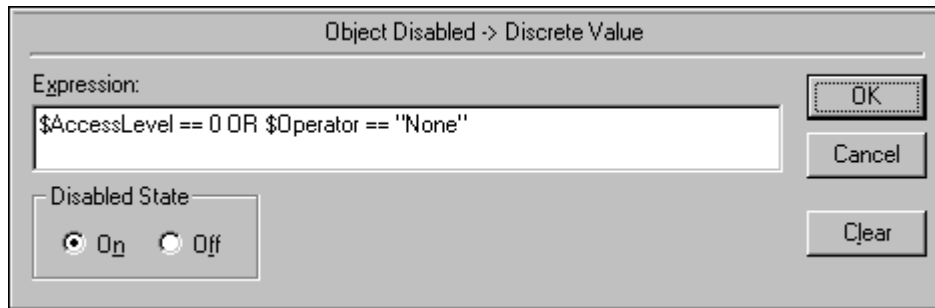 Object Disabled -> Discrete Value
Expression:
OK
$AccessLevel == 0 OR $Operator == "None"
Cancel
Disabled State
On Off
Clear